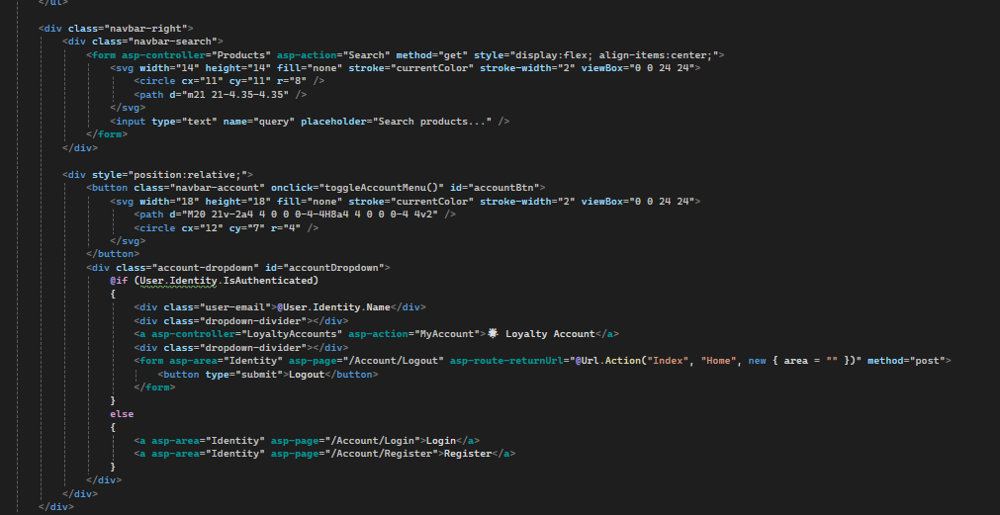 </ul>
<div class="navbar-right">
<div class="navbar-search">
<form asp-controller="Products" asp-action="Search" method="get" style="display:flex; align-items:center;">
<svg width="14" height="14" fill="none" stroke="currentColor" stroke-width="2" viewBox="0 0 24 24">
<circle cx="11" cy="11" r="8" />
<path d="m21 21-4.35-4.35" />
</svg>
<input type="text" name="query" placeholder="Search products..." />
</form>
</div>
<div style="position:relative;">
<button class="navbar-account" onclick="toggleAccountMenu()" id="accountBtn">
<svg width="18" height="18" fill="none" stroke="currentColor" stroke-width="2" viewBox="0 0 24 24">
<path d="M20 21v-2a4 4 0 0 0-4-4H8a4 4 0 0 0-4 4v2" />
<circle cx="12" cy="7" r="4" />
</svg>
</button>
<div class="account-dropdown" id="accountDropdown">
@if (User.Identity.IsAuthenticated)
{
<div class="user-email">@User.Identity.Name</div>
<div class="dropdown-divider"></div>
<a asp-controller="LoyaltyAccounts" asp-action="MyAccount">🌟 Loyalty Account</a>
<div class="dropdown-divider"></div>
<form asp-area="Identity" asp-page="/Account/Logout" asp-route-returnUrl="@Url.Action("Index", "Home", new { area = "" })" method="post">
<button type="submit">Logout</button>
</form>
}
else
{
<a asp-area="Identity" asp-page="/Account/Login">Login</a>
<a asp-area="Identity" asp-page="/Account/Register">Register</a>
}
</div>
</div>
</div>